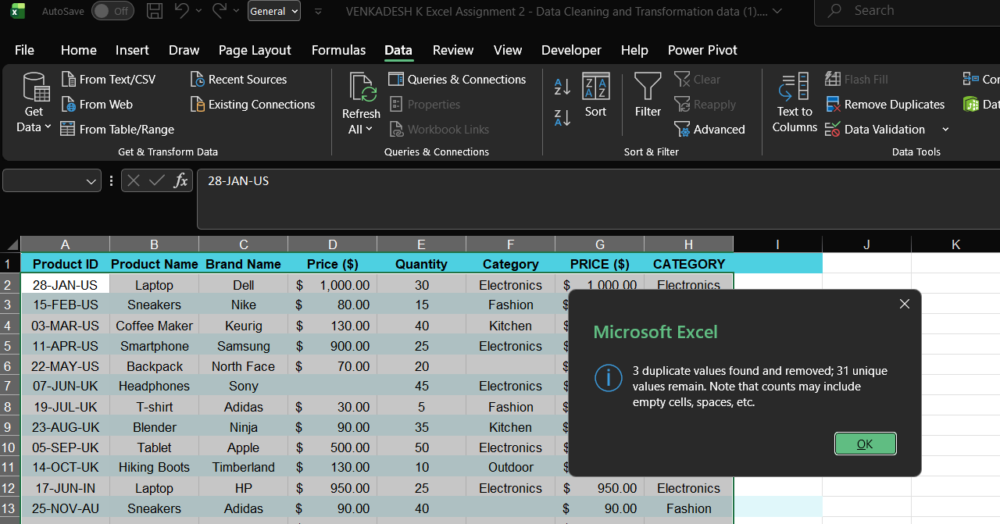 AutoSave Off General VENKADESH K Excel Assignment 2 - Data Cleaning and Transformation data (1).... Search
File Home Insert Draw Page Layout Formulas Data Review View Developer Help Power Pivot
Get Data
From Text/CSV
From Web
From Table/Range
Recent Sources
Existing Connections
Get & Transform Data
Refresh All
Queries & Connections
Properties
Workbook Links
Queries & Connections
Sort
Filter
Clear
Reapply
Advanced
Sort & Filter
Text to Columns
Flash Fill
Remove Duplicates
Data Validation
Data Tools
fx 28-JAN-US
A B C D E F G H I J K
1 Product ID Product Name Brand Name Price ($) Quantity Category PRICE ($) CATEGORY
2 28-JAN-US Laptop Dell $ 1,000.00 30 Electronics $ 1,000.00 Electronics
3 15-FEB-US Sneakers Nike $ 80.00 15 Fashion $
4 03-MAR-US Coffee Maker Keurig $ 130.00 40 Kitchen $
5 11-APR-US Smartphone Samsung $ 900.00 25 Electronics $
6 22-MAY-US Backpack North Face $ 70.00 20 $
7 07-JUN-UK Headphones Sony 45 Electronics $
8 19-JUL-UK T-shirt Adidas $ 30.00 5 Fashion $
9 23-AUG-UK Blender Ninja $ 90.00 35 Kitchen $
10 05-SEP-UK Tablet Apple $ 500.00 50 Electronics $
11 14-OCT-UK Hiking Boots Timberland $ 130.00 10 Outdoor $
12 17-JUN-IN Laptop HP $ 950.00 25 Electronics $ 950.00 Electronics
13 25-NOV-AU Sneakers Adidas $ 90.00 40 $ 90.00 Fashion
Microsoft Excel
3 duplicate values found and removed; 31 unique
values remain. Note that counts may include
empty cells, spaces, etc.
OK